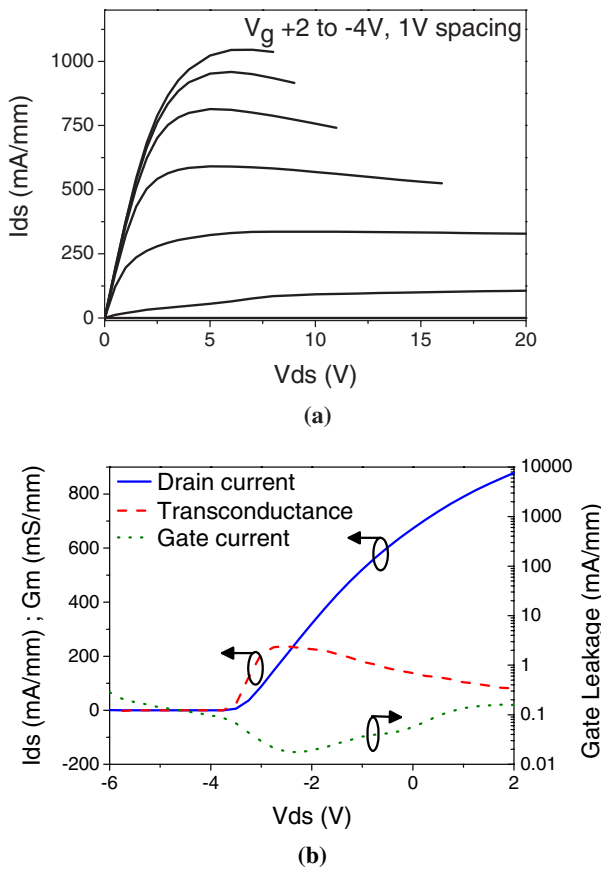 Vg +2 to -4V, 1V spacing
1000
750
500
250
0
Ids (mA/mm)
0 5 10 15 20
Vds (V)
(a)
Drain current
Transconductance
Gate current
800
600
400
200
0
-200
Ids (mA/mm) ; Gm (mS/mm)
10000
1000
100
10
1
0.1
0.01
Gate Leakage (mA/mm)
-6 -4 -2 0 2
Vds (V)
(b)